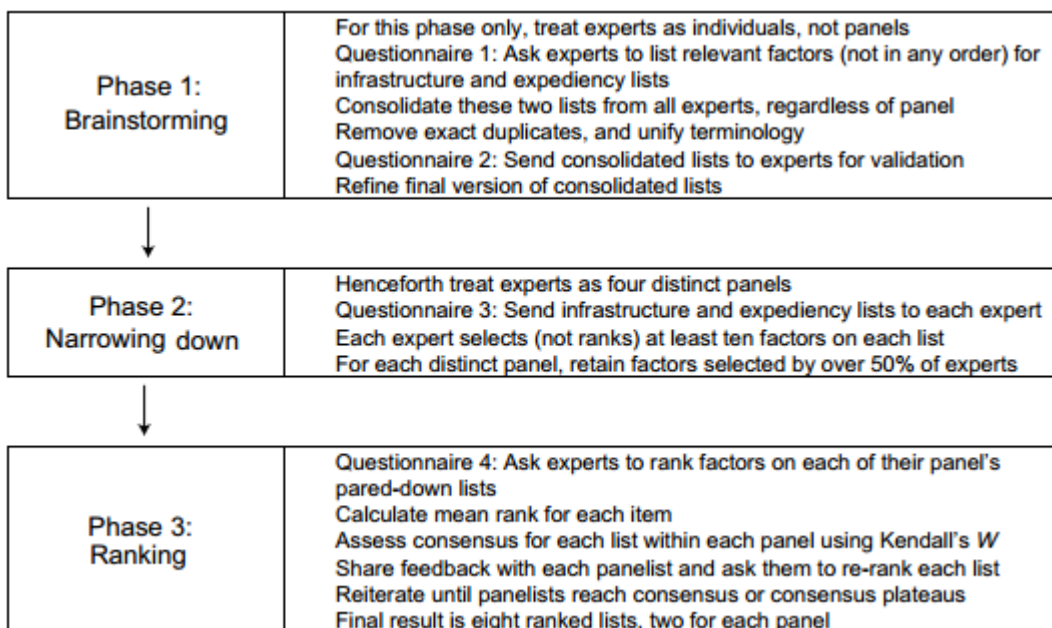 Phase 1:
Brainstorming
For this phase only, treat experts as individuals, not panels
Questionnaire 1: Ask experts to list relevant factors (not in any order) for
infrastructure and expediency lists
Consolidate these two lists from all experts, regardless of panel
Remove exact duplicates, and unify terminology
Questionnaire 2: Send consolidated lists to experts for validation
Refine final version of consolidated lists
Phase 2:
Narrowing down
Henceforth treat experts as four distinct panels
Questionnaire 3: Send infrastructure and expediency lists to each expert
Each expert selects (not ranks) at least ten factors on each list
For each distinct panel, retain factors selected by over 50% of experts
Phase 3:
Ranking
Questionnaire 4: Ask experts to rank factors on each of their panel's
pared-down lists
Calculate mean rank for each item
Assess consensus for each list within each panel using Kendall's W
Share feedback with each panelist and ask them to re-rank each list
Reiterate until panelists reach consensus or consensus plateaus
Final result is eight ranked lists, two for each panel